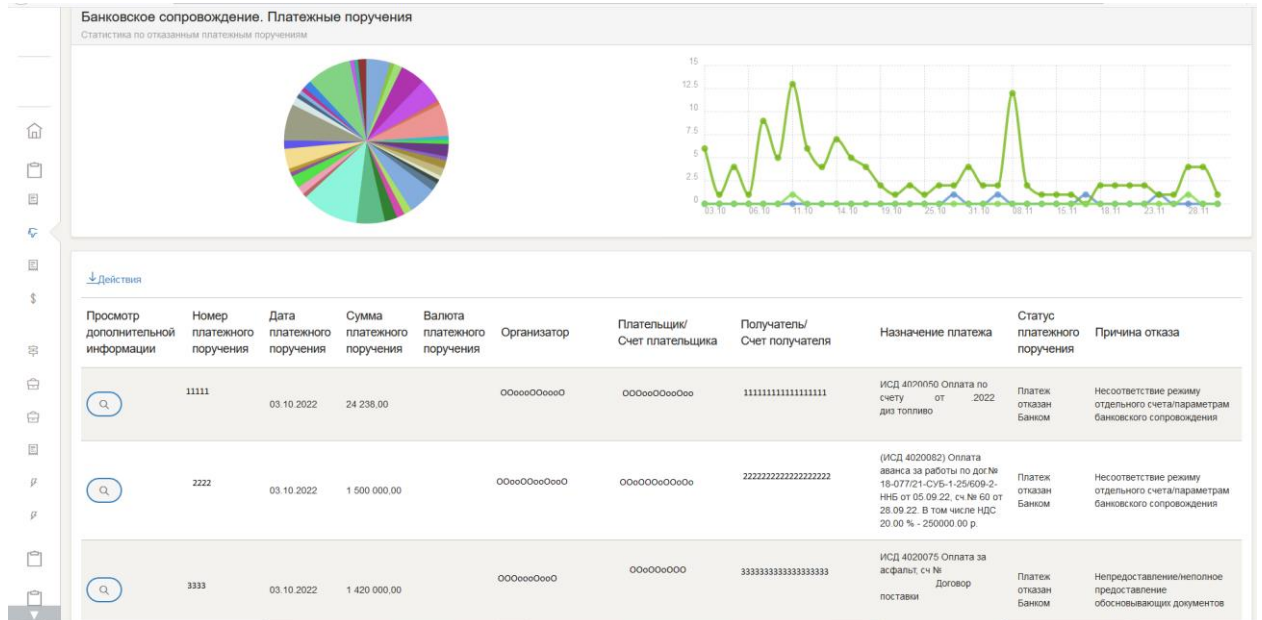 Банковское сопровождение. Платежные поручения
Статистика по отказанным платежным поручениям
15
12.5
10
7.5
5
2.5
0
03.10 06.10 11.10 14.10 19.10 25.10 31.10 08.11 15.11 18.11 23.11 28.11
Действия
Просмотр
дополнительной
информации
Номер
платежного
поручения
Дата
платежного
поручения
Сумма
платежного
поручения
Валюта
платежного
поручения
Организатор
Плательщик/
Счет плательщика
Получатель/
Счет получателя
Назначение платежа
Статус
платежного
поручения
Причина отказа
11111
03.10.2022
24 238,00
ИСД 4020050 Оплата по
счету от .2022
диз топливо
Платеж
отказан
Банком
Несоответствие режиму
отдельного счета/параметрам
банковского сопровождения
2222
03.10.2022
1 500 000,00
(ИСД 4020082) Оплата
аванса за работы по дог.№
18-077/21-СУБ-1-25/609-2-
ННБ от 05.09.22, сч.№ 60 от
28.09.22. В том числе НДС
20.00 % - 250000.00 р.
Платеж
отказан
Банком
Несоответствие режиму
отдельного счета/параметрам
банковского сопровождения
3333
03.10.2022
1 420 000,00
ИСД 4020075 Оплата за
асфальт, сч №
Договор
поставки
Платеж
отказан
Банком
Непредоставление/неполное
предоставление
обосновывающих документов